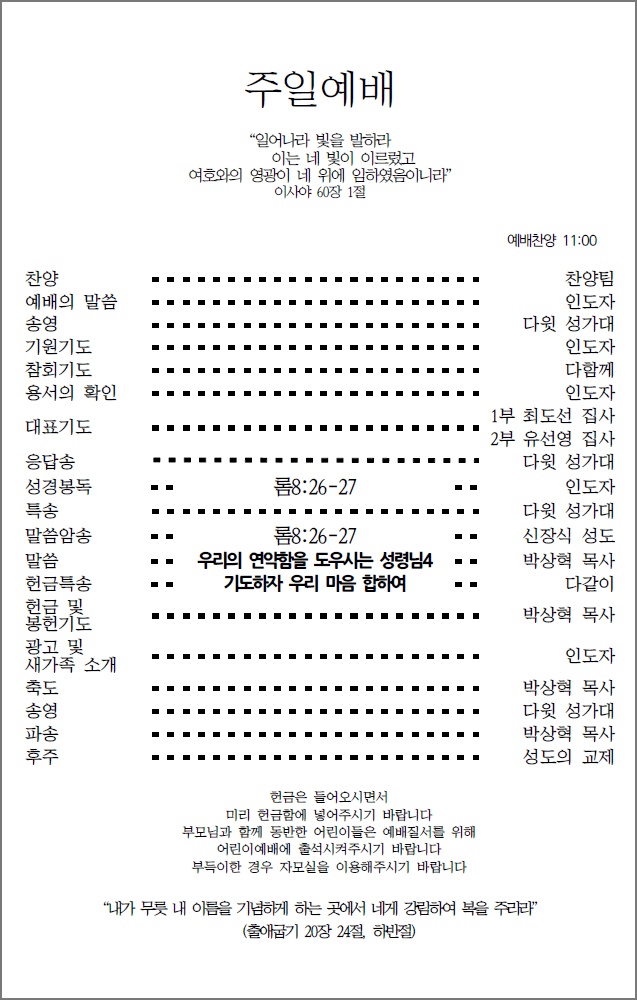 주일예배
“일어나라 빛을 발하라
이는 네 빛이 이르렀고
여호와의 영광이 네 위에 임하였음이니라”
이사야 60장 1절
예배찬양 11:00
찬양 찬양팀
예배의 말씀 인도자
송영 다윗 성가대
기원기도 인도자
참회기도 다함께
용서의 확인 인도자
대표기도 1부 최도선 집사
2부 유선영 집사
응답송 다윗 성가대
성경봉독 롬8:26-27 인도자
특송 다윗 성가대
말씀암송 롬8:26-27 신장식 성도
말씀 우리의 연약함을 도우시는 성령님4 박상혁 목사
헌금특송 기도하자 우리 마음 합하여 다같이
헌금 및
봉헌기도 박상혁 목사
광고 및
새가족 소개 인도자
축도 박상혁 목사
송영 다윗 성가대
파송 박상혁 목사
후주 성도의 교제
헌금은 들어오시면서
미리 헌금함에 넣어주시기 바랍니다
부모님과 함께 동반한 어린이들은 예배질서를 위해
어린이예배에 출석시켜주시기 바랍니다
부득이한 경우 자모실을 이용해주시기 바랍니다
“내가 무릇 내 이름을 기념하게 하는 곳에서 네게 강림하여 복을 주리라”
(출애굽기 20장 24절, 하반절)